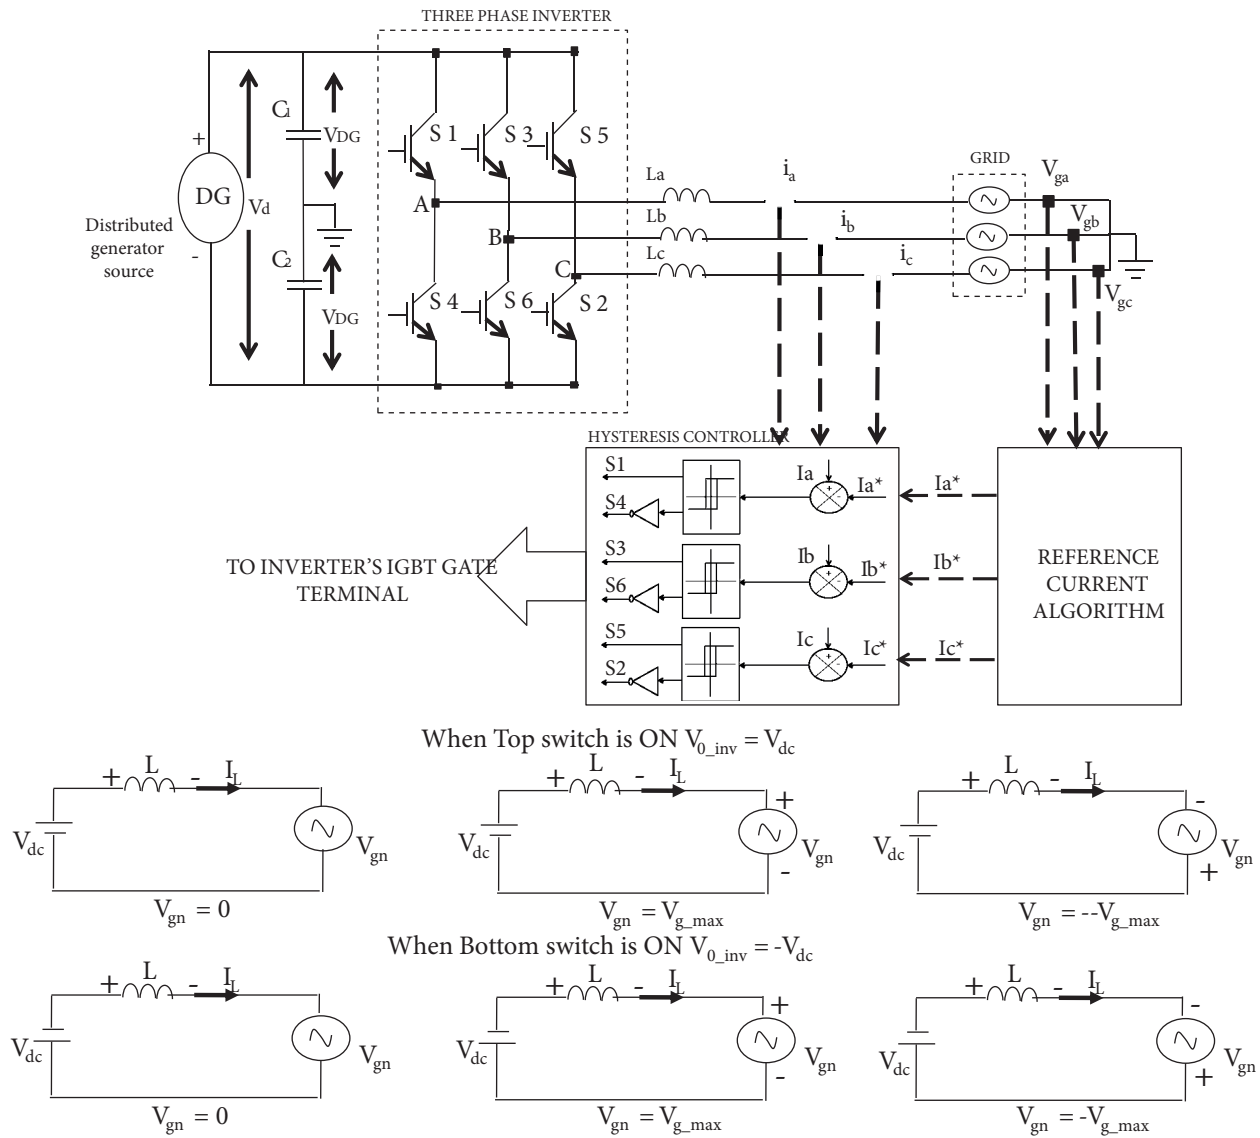 THREE PHASE INVERTER
C1
VDG
S 1
S 3
S 5
+
DG
Vd
-
Distributed
generator
source
C2
VDG
A
B
C
S 4
S 6
S 2
La
Lb
Lc
ia
ib
ic
GRID
Vga
Vgb
Vgc
HYSTERESIS CONTROLLER
S1
S4
Ia
Ia*
Ia*
S3
S6
Ib
Ib*
Ib*
S5
S2
Ic
Ic*
Ic*
+
-
+
-
+
-
TO INVERTER'S IGBT GATE
TERMINAL
REFERENCE
CURRENT
ALGORITHM
When Top switch is ON V0_inv = Vdc
+ L - IL
Vdc
Vgn
Vgn = 0
+ L - IL
Vdc
+
Vgn
-
Vgn = Vg_max
+ L - IL
Vdc
-
Vgn
+
Vgn = --Vg_max
When Bottom switch is ON V0_inv = -Vdc
+ L - IL
Vdc
Vgn
Vgn = 0
+ L - IL
Vdc
+
Vgn
-
Vgn = Vg_max
+ L - IL
Vdc
-
Vgn
+
Vgn = -Vg_max